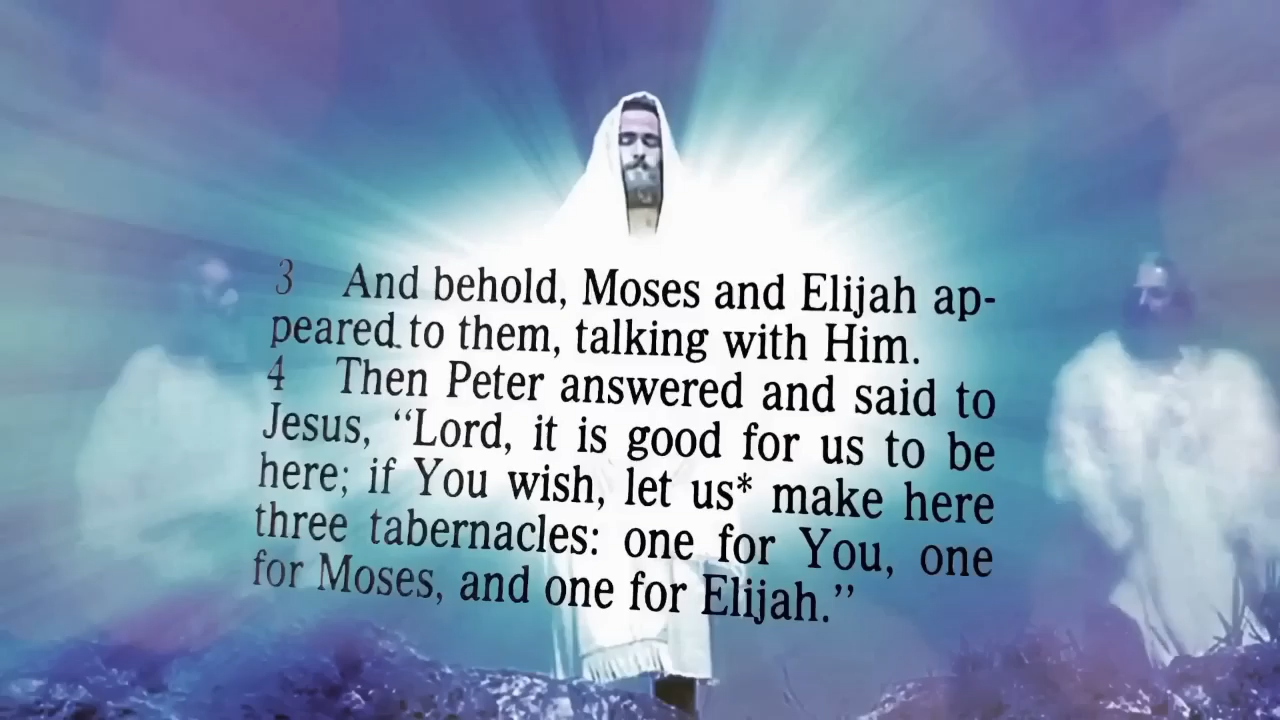 3 And behold, Moses and Elijah ap-
peared to them, talking with Him.
4 Then Peter answered and said to
Jesus, “Lord, it is good for us to be
here; if You wish, let us* make here
three tabernacles: one for You, one
for Moses, and one for Elijah.”